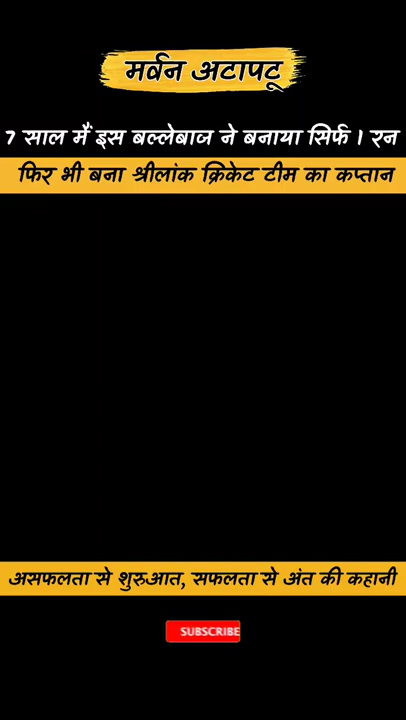 मर्वन अटापटू
7 साल मैं इस बल्लेबाज ने बनाया सिर्फ 1 रन
फिर भी बना श्रीलांक क्रिकेट टीम का कप्तान
असफलता से शुरुआत, सफलता से अंत की कहानी
SUBSCRIBE